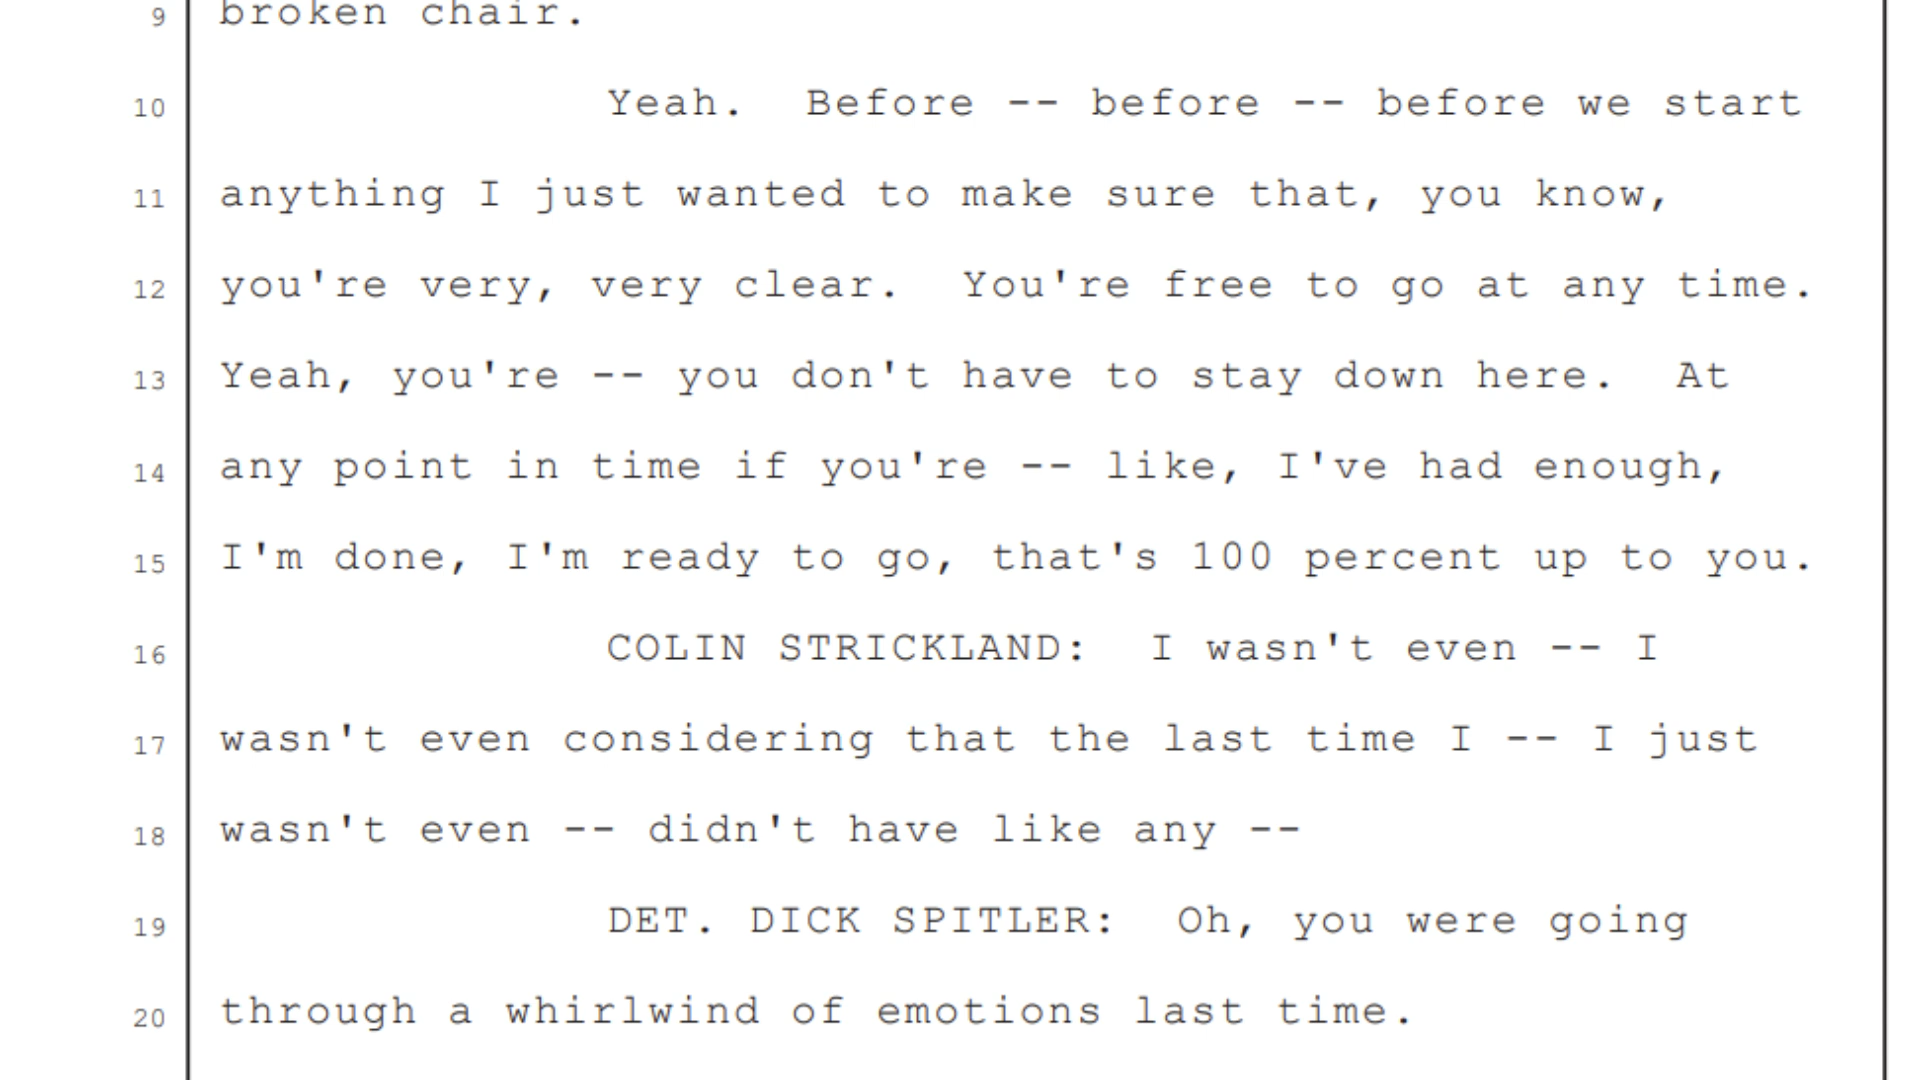 9 broken chair.
10 Yeah. Before -- before -- before we start
11 anything I just wanted to make sure that, you know,
12 you're very, very clear. You're free to go at any time.
13 Yeah, you're -- you don't have to stay down here. At
14 any point in time if you're -- like, I've had enough,
15 I'm done, I'm ready to go, that's 100 percent up to you.
16 COLIN STRICKLAND: I wasn't even -- I
17 wasn't even considering that the last time I -- I just
18 wasn't even -- didn't have like any --
19 DET. DICK SPITLER: Oh, you were going
20 through a whirlwind of emotions last time.